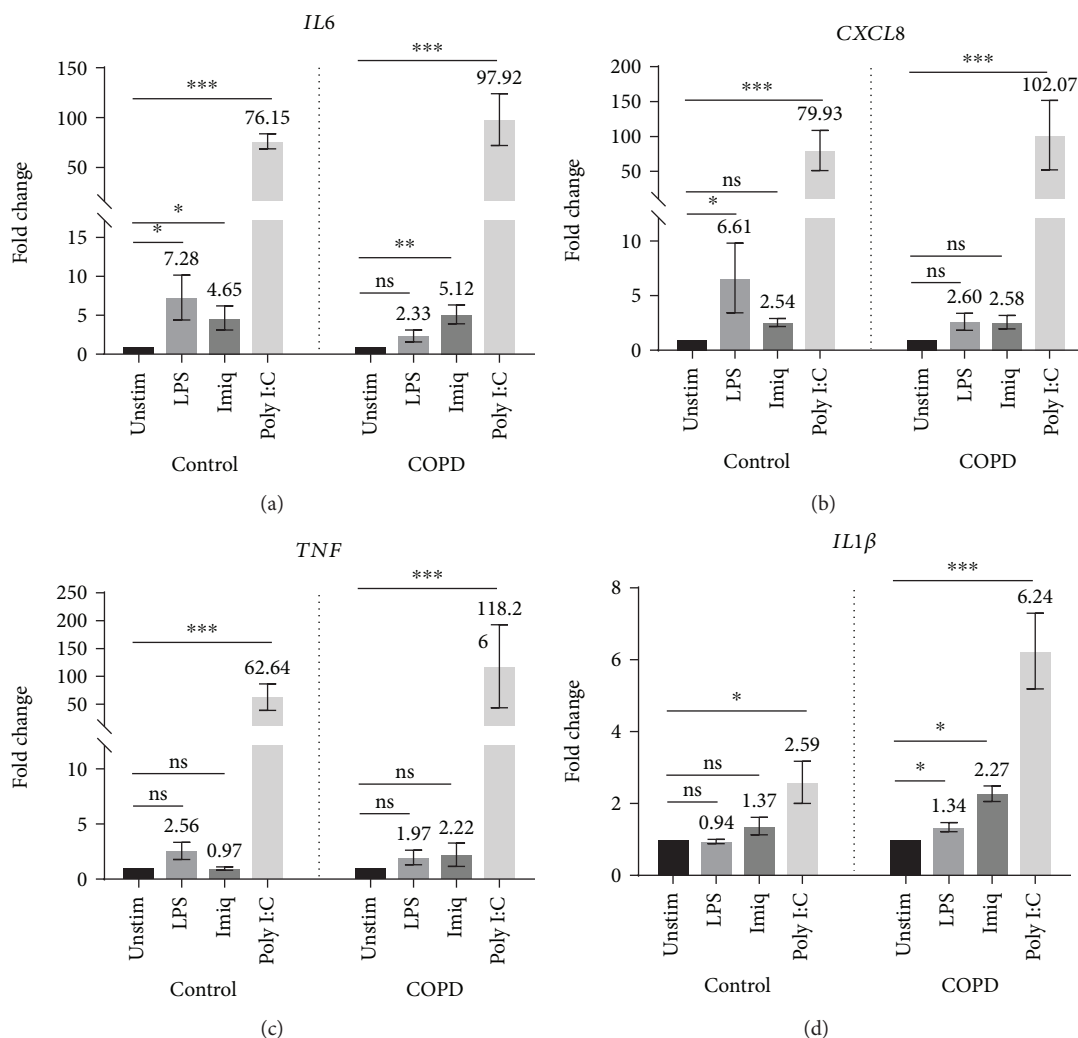 IL6
***
***
150
97.92
76.15
100
50
Fold change
*
*
**
ns
15
10
7.28
4.65
5.12
2.33
5
0
Unstim
LPS
Imiq
Poly I:C
Unstim
LPS
Imiq
Poly I:C
Control
COPD
(a)
CXCL8
***
***
200
102.07
79.93
150
100
50
Fold change
ns
*
ns
ns
10
6.61
2.54
2.60
2.58
5
0
Unstim
LPS
Imiq
Poly I:C
Unstim
LPS
Imiq
Poly I:C
Control
COPD
(b)
TNF
***
***
250
118.2
6
62.64
200
150
100
50
Fold change
ns
ns
ns
ns
10
2.56
0.97
1.97
2.22
5
0
Unstim
LPS
Imiq
Poly I:C
Unstim
LPS
Imiq
Poly I:C
Control
COPD
(c)
IL1β
***
8
6.24
6
Fold change
*
*
*
ns
ns
4
2.59
2.27
1.37
1.34
0.94
2
0
Unstim
LPS
Imiq
Poly I:C
Unstim
LPS
Imiq
Poly I:C
Control
COPD
(d)